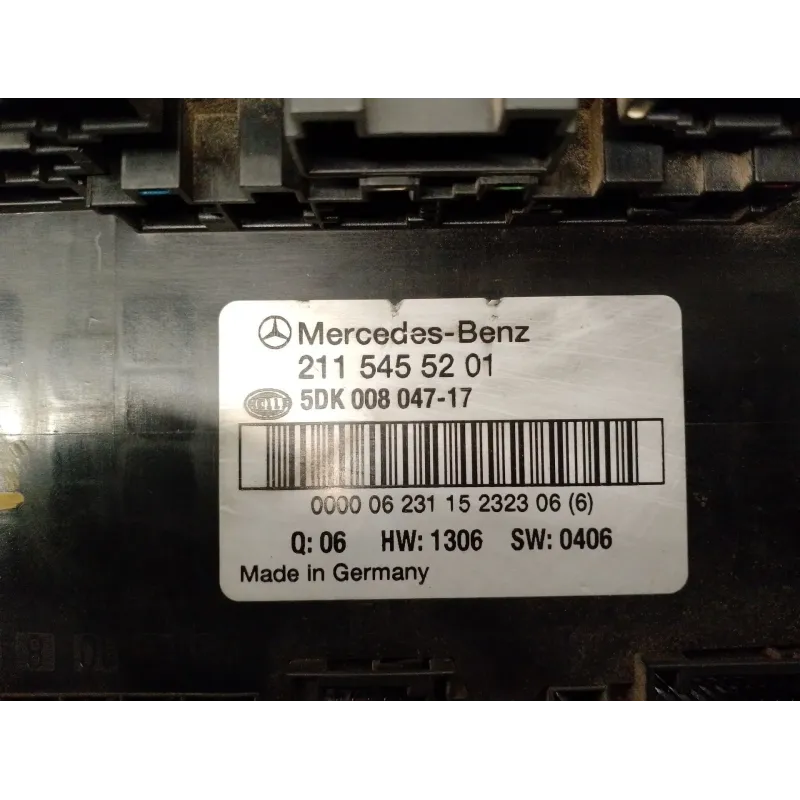 Mercedes-Benz
211 545 52 01
HELLA 5DK 008 047-17
0000 06 231 15 2323 06 (6)
Q: 06 HW: 1306 SW: 0406
Made in Germany